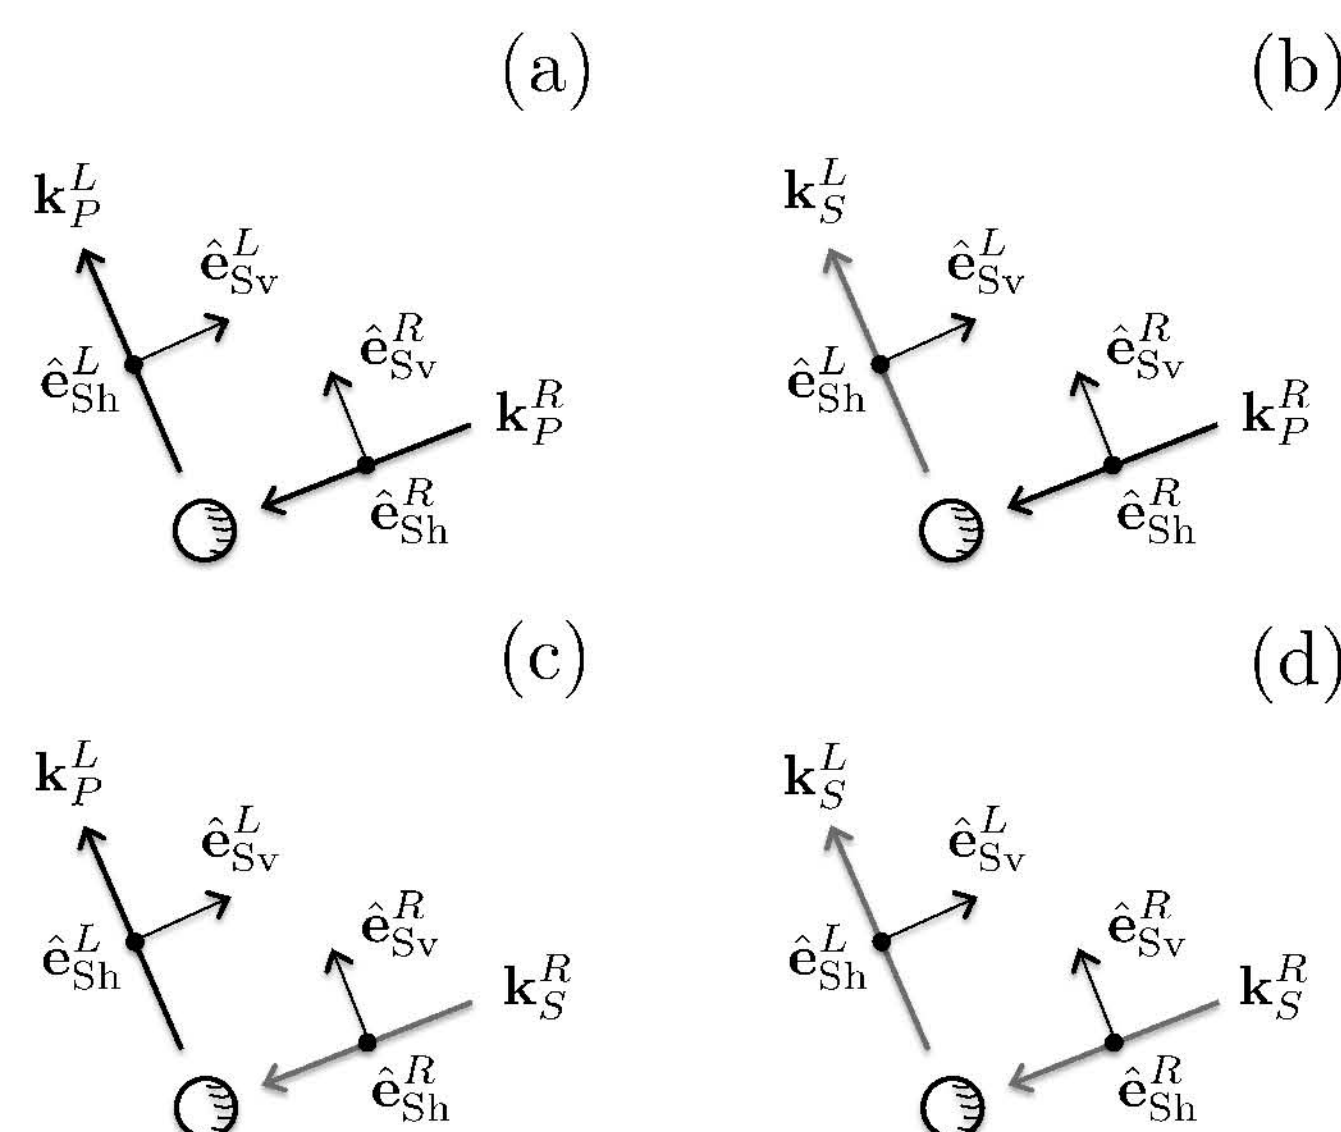 (a)
𝐤_P^L
ê_Sv^L
ê_Sh^L
ê_Sv^R
𝐤_P^R
ê_Sh^R
(b)
𝐤_S^L
ê_Sv^L
ê_Sh^L
ê_Sv^R
𝐤_P^R
ê_Sh^R
(c)
𝐤_P^L
ê_Sv^L
ê_Sh^L
ê_Sv^R
𝐤_S^R
ê_Sh^R
(d)
𝐤_S^L
ê_Sv^L
ê_Sh^L
ê_Sv^R
𝐤_S^R
ê_Sh^R